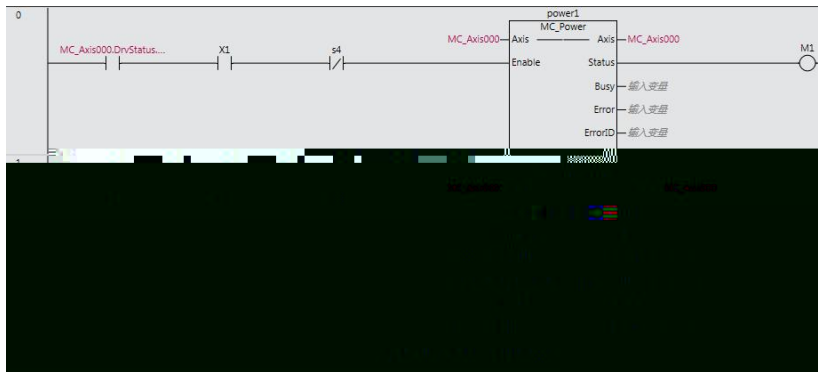 0
power1
MC_Power
MC_Axis000 Axis Axis MC_Axis000
MC_Axis000.DrvStatus.... X1 s4 M1
Enable Status
Busy 输入变量
Error 输入变量
ErrorID 输入变量